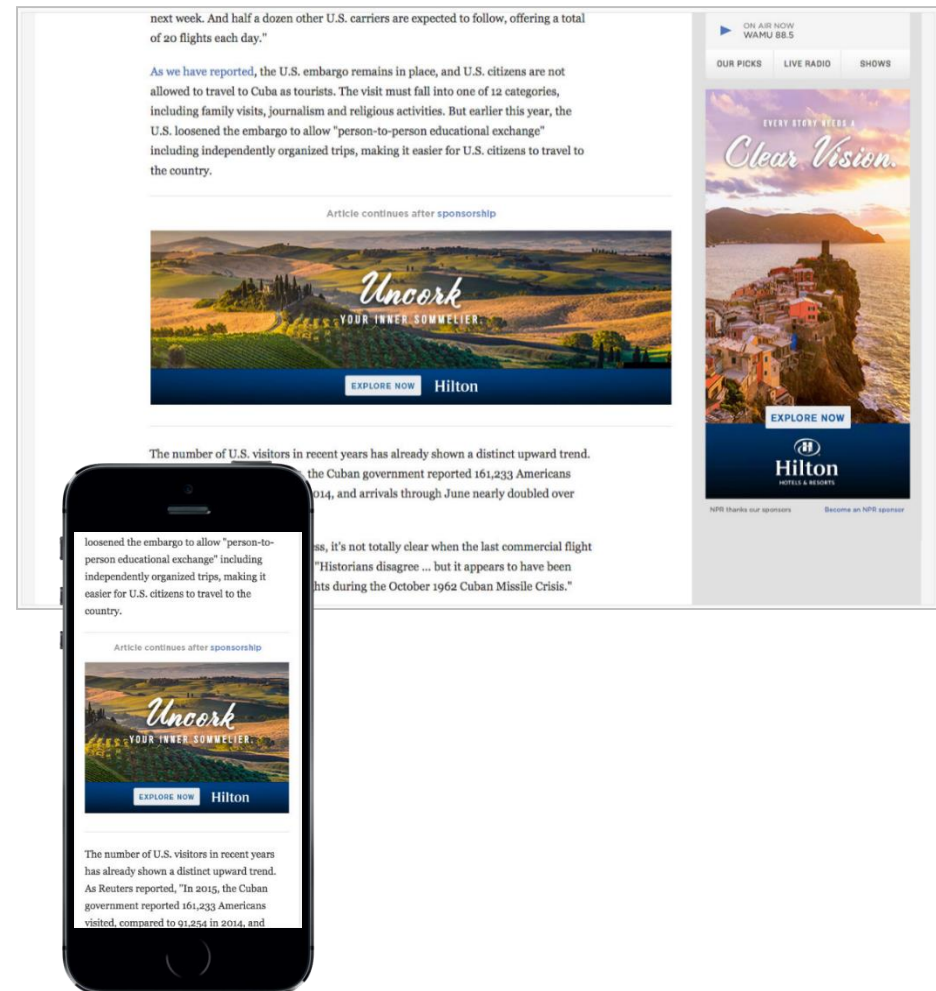 next week. And half a dozen other U.S. carriers are expected to follow, offering a total
of 20 flights each day."
As we have reported, the U.S. embargo remains in place, and U.S. citizens are not
allowed to travel to Cuba as tourists. The visit must fall into one of 12 categories,
including family visits, journalism and religious activities. But earlier this year, the
U.S. loosened the embargo to allow "person-to-person educational exchange"
including independently organized trips, making it easier for U.S. citizens to travel to
the country.
Article continues after sponsorship
Uncork
YOUR INNER SOMMELIER.
EXPLORE NOW Hilton
The number of U.S. visitors in recent years has already shown a distinct upward trend.
, the Cuban government reported 161,233 Americans
014, and arrivals through June nearly doubled over
ss, it's not totally clear when the last commercial flight
"Historians disagree ... but it appears to have been
hts during the October 1962 Cuban Missile Crisis."
ON AIR NOW
WAMU 88.5
OUR PICKS LIVE RADIO SHOWS
EVERY STORY NEEDS A
Clear Vision.
EXPLORE NOW
H
Hilton
HOTELS & RESORTS
NPR thanks our sponsors Become an NPR sponsor
loosened the embargo to allow "person-to-
person educational exchange" including
independently organized trips, making it
easier for U.S. citizens to travel to the
country.
Article continues after sponsorship
Uncork
YOUR INNER SOMMELIER.
EXPLORE NOW Hilton
The number of U.S. visitors in recent years
has already shown a distinct upward trend.
As Reuters reported, "In 2015, the Cuban
government reported 161,233 Americans
visited, compared to 91,254 in 2014, and